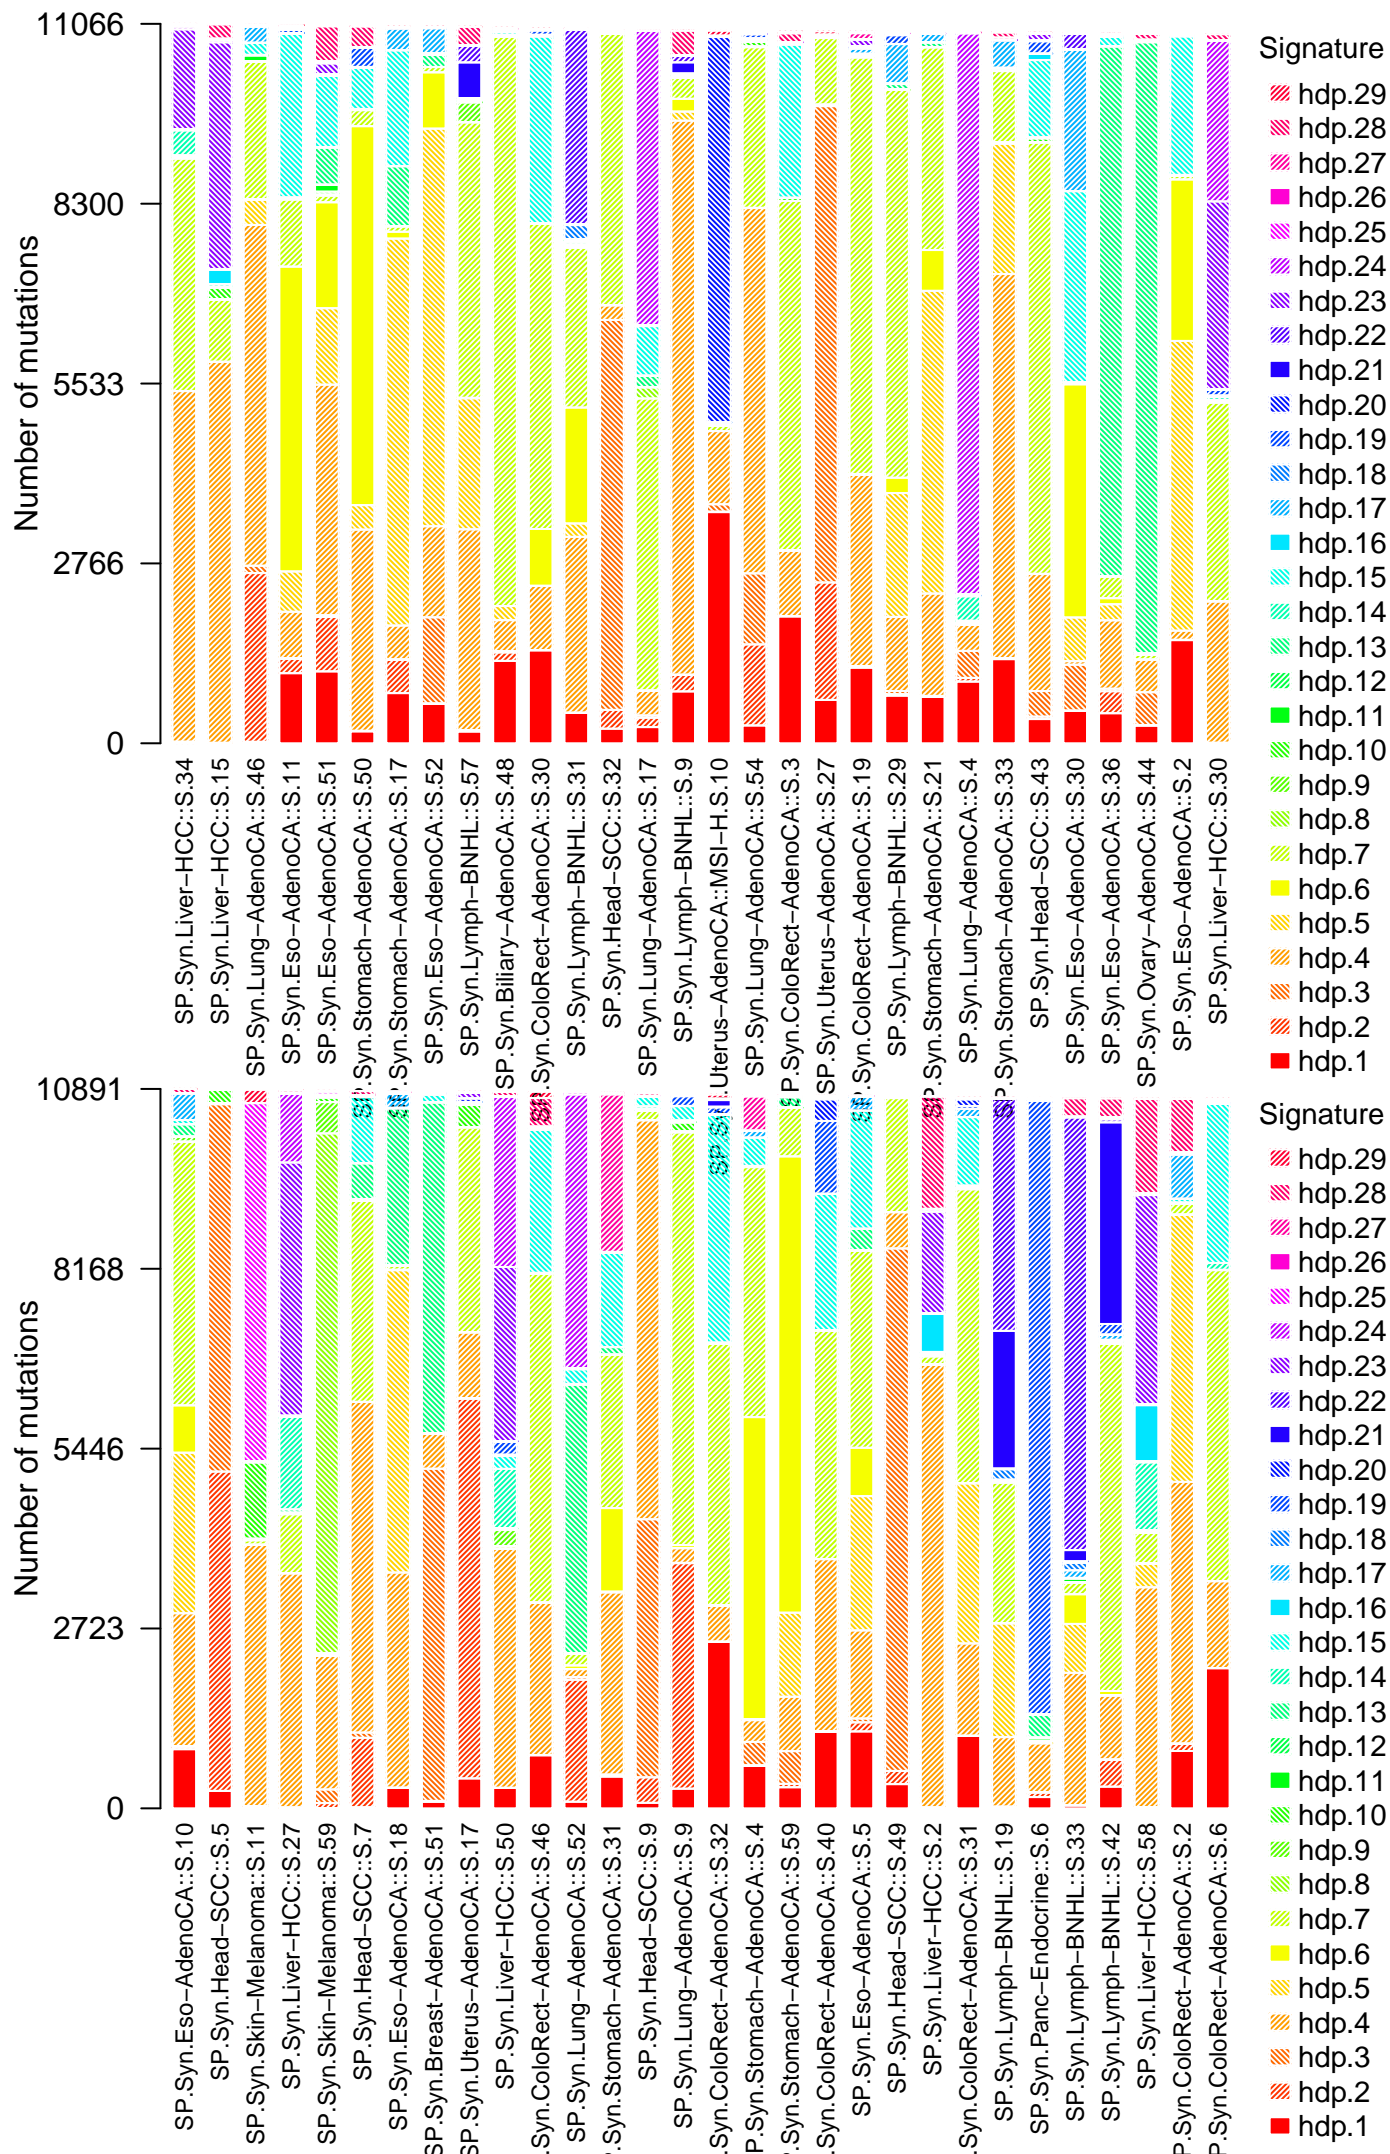 11066
8300
5533
2766
0
Number of mutations
SP.Syn.Liver−HCC::S.34
SP.Syn.Liver−HCC::S.15
SP.Syn.Lung−AdenoCA::S.46
SP.Syn.Eso−AdenoCA::S.11
SP.Syn.Eso−AdenoCA::S.51
SP.Syn.Stomach−AdenoCA::S.50
SP.Syn.Stomach−AdenoCA::S.17
SP.Syn.Eso−AdenoCA::S.52
SP.Syn.Lymph−BNHL::S.57
SP.Syn.Biliary−AdenoCA::S.48
SP.Syn.ColoRect−AdenoCA::S.30
SP.Syn.Lymph−BNHL::S.31
SP.Syn.Head−SCC::S.32
SP.Syn.Lung−AdenoCA::S.17
SP.Syn.Lymph−BNHL::S.9
SP.Syn.Uterus−AdenoCA::MSI−H.S.10
SP.Syn.Lung−AdenoCA::S.54
SP.Syn.ColoRect−AdenoCA::S.3
SP.Syn.Uterus−AdenoCA::S.27
SP.Syn.ColoRect−AdenoCA::S.19
SP.Syn.Lymph−BNHL::S.29
SP.Syn.Stomach−AdenoCA::S.21
SP.Syn.Lung−AdenoCA::S.4
SP.Syn.Stomach−AdenoCA::S.33
SP.Syn.Head−SCC::S.43
SP.Syn.Eso−AdenoCA::S.30
SP.Syn.Eso−AdenoCA::S.36
SP.Syn.Ovary−AdenoCA::S.44
SP.Syn.Eso−AdenoCA::S.2
SP.Syn.Liver−HCC::S.30
Signature
hdp.29
hdp.28
hdp.27
hdp.26
hdp.25
hdp.24
hdp.23
hdp.22
hdp.21
hdp.20
hdp.19
hdp.18
hdp.17
hdp.16
hdp.15
hdp.14
hdp.13
hdp.12
hdp.11
hdp.10
hdp.9
hdp.8
hdp.7
hdp.6
hdp.5
hdp.4
hdp.3
hdp.2
hdp.1
10891
8168
5446
2723
0
Number of mutations
SP.Syn.Eso−AdenoCA::S.10
SP.Syn.Head−SCC::S.5
SP.Syn.Skin−Melanoma::S.11
SP.Syn.Liver−HCC::S.27
SP.Syn.Skin−Melanoma::S.59
SP.Syn.Head−SCC::S.7
SP.Syn.Eso−AdenoCA::S.18
SP.Syn.Breast−AdenoCA::S.51
SP.Syn.Uterus−AdenoCA::S.17
SP.Syn.Liver−HCC::S.50
.Syn.ColoRect−AdenoCA::S.46
SP.Syn.Lung−AdenoCA::S.52
.Syn.Stomach−AdenoCA::S.31
SP.Syn.Head−SCC::S.9
SP.Syn.Lung−AdenoCA::S.9
.Syn.ColoRect−AdenoCA::S.32
P.Syn.Stomach−AdenoCA::S.4
.Syn.Stomach−AdenoCA::S.59
.Syn.ColoRect−AdenoCA::S.40
SP.Syn.Eso−AdenoCA::S.5
SP.Syn.Head−SCC::S.49
SP.Syn.Liver−HCC::S.2
.Syn.ColoRect−AdenoCA::S.31
SP.Syn.Lymph−BNHL::S.19
SP.Syn.Panc−Endocrine::S.6
SP.Syn.Lymph−BNHL::S.33
SP.Syn.Lymph−BNHL::S.42
SP.Syn.Liver−HCC::S.58
P.Syn.ColoRect−AdenoCA::S.2
P.Syn.ColoRect−AdenoCA::S.6
Signature
hdp.29
hdp.28
hdp.27
hdp.26
hdp.25
hdp.24
hdp.23
hdp.22
hdp.21
hdp.20
hdp.19
hdp.18
hdp.17
hdp.16
hdp.15
hdp.14
hdp.13
hdp.12
hdp.11
hdp.10
hdp.9
hdp.8
hdp.7
hdp.6
hdp.5
hdp.4
hdp.3
hdp.2
hdp.1